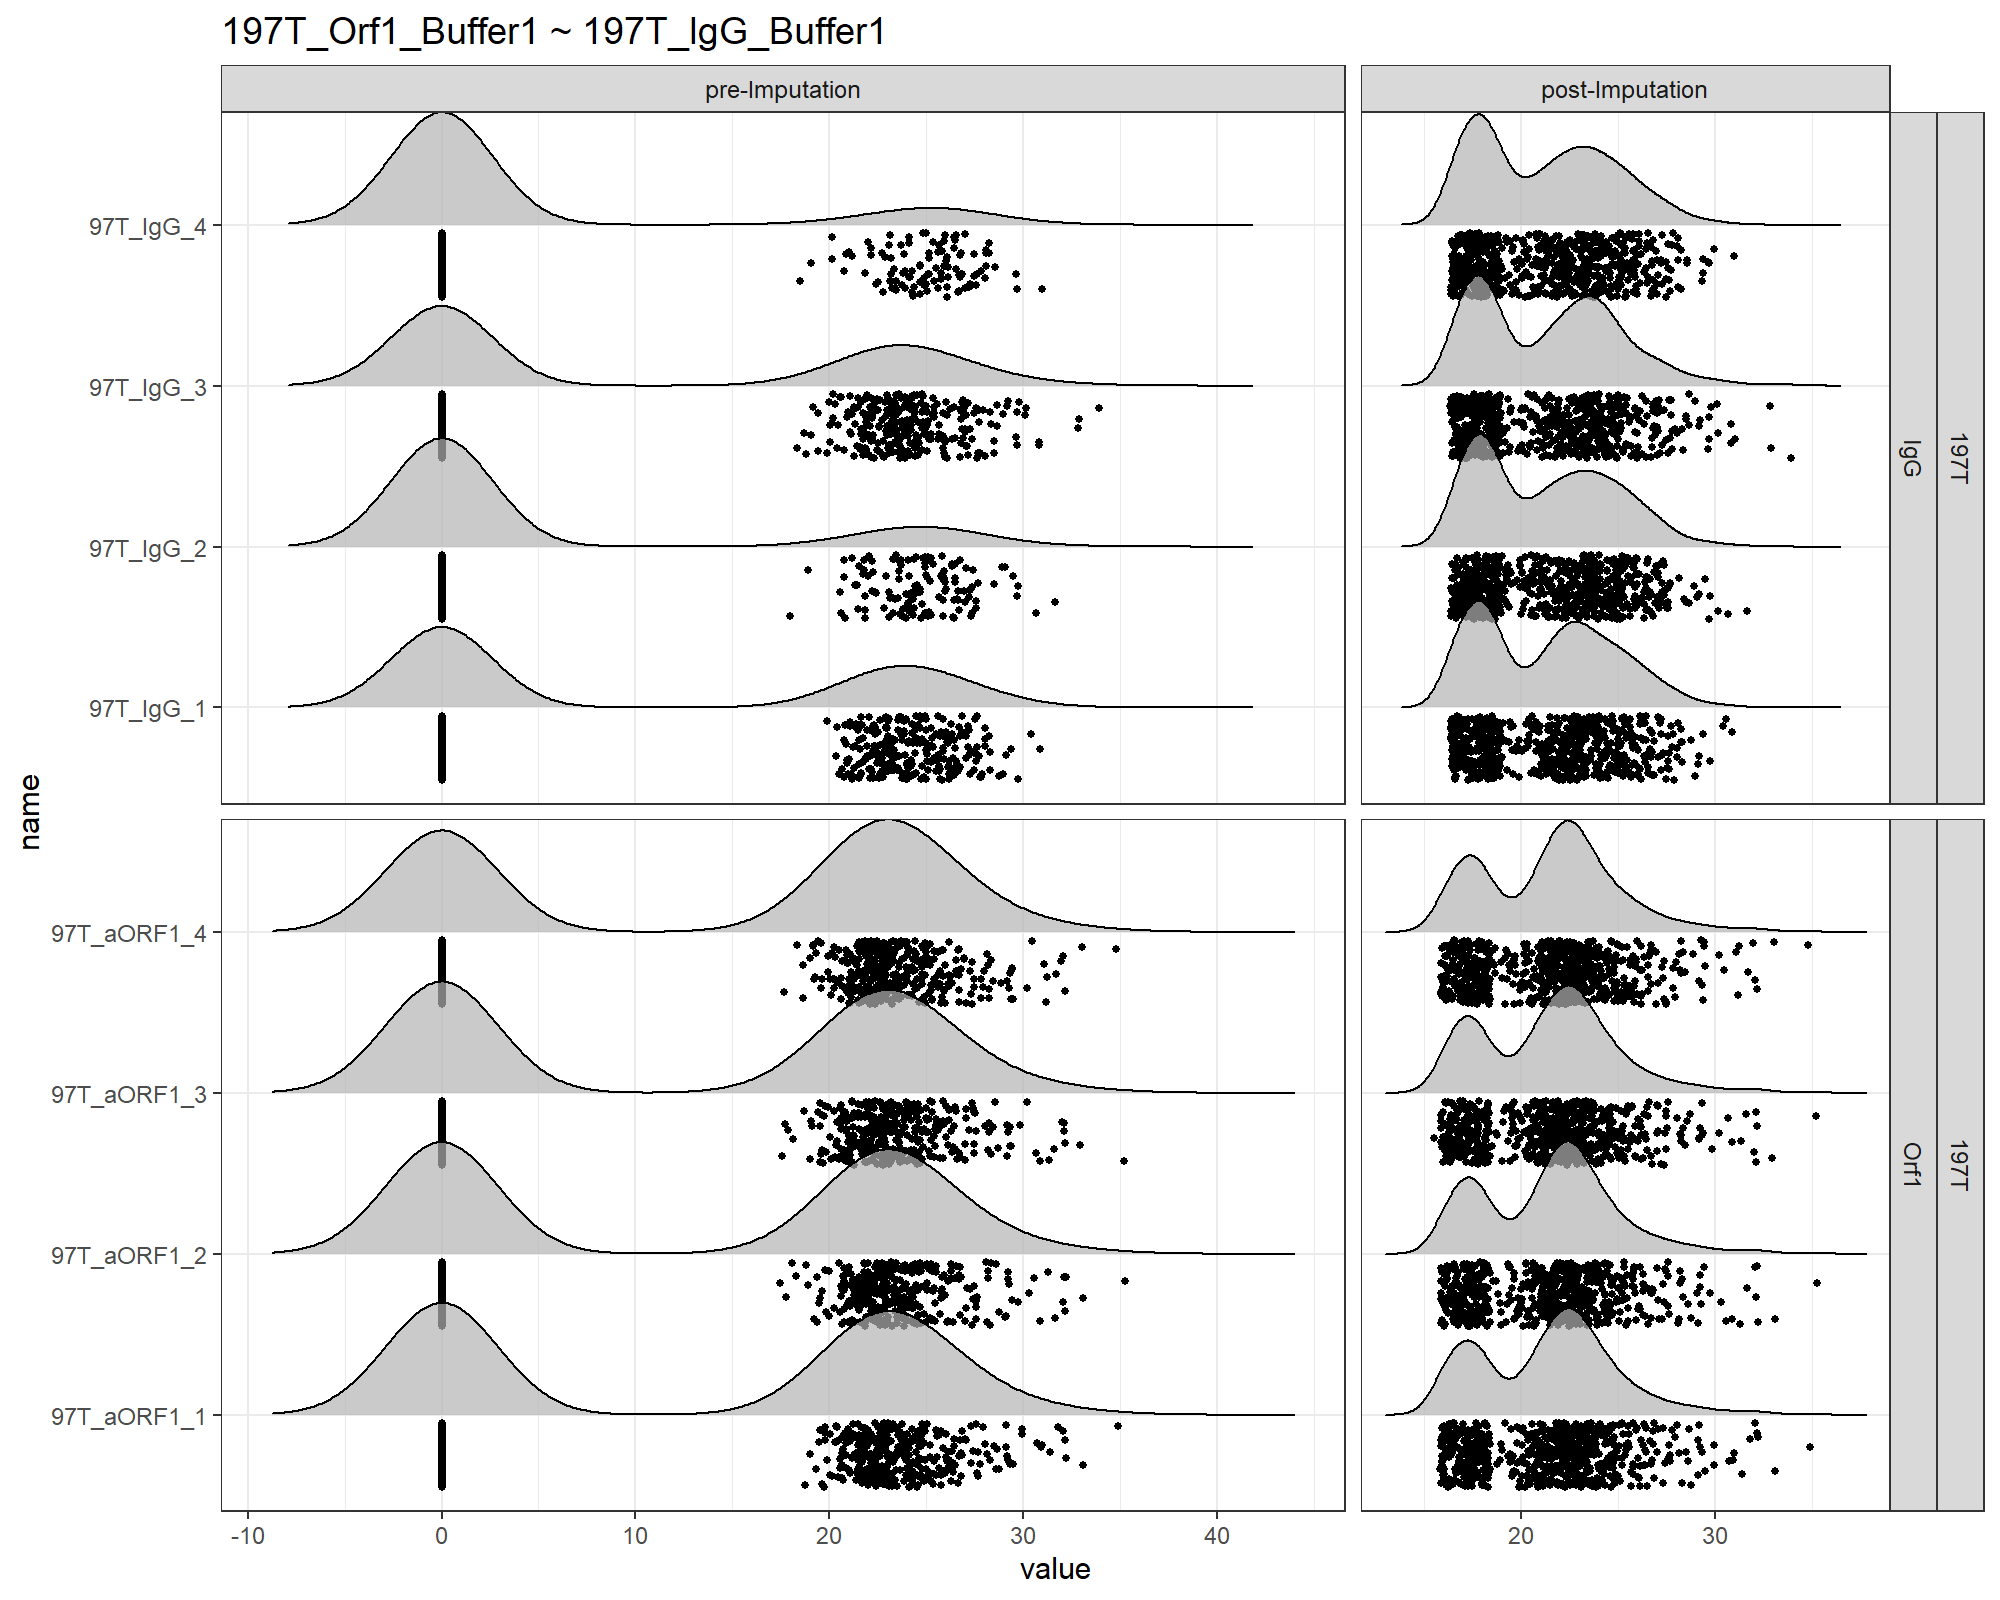 197T_Orf1_Buffer1 ~ 197T_IgG_Buffer1
pre-Imputation
post-Imputation
97T_IgG_4
97T_IgG_3
97T_IgG_2
97T_IgG_1
IgG
197T
name
97T_aORF1_4
97T_aORF1_3
97T_aORF1_2
97T_aORF1_1
Orf1
197T
-10 0 10 20 30 40
20 30
value